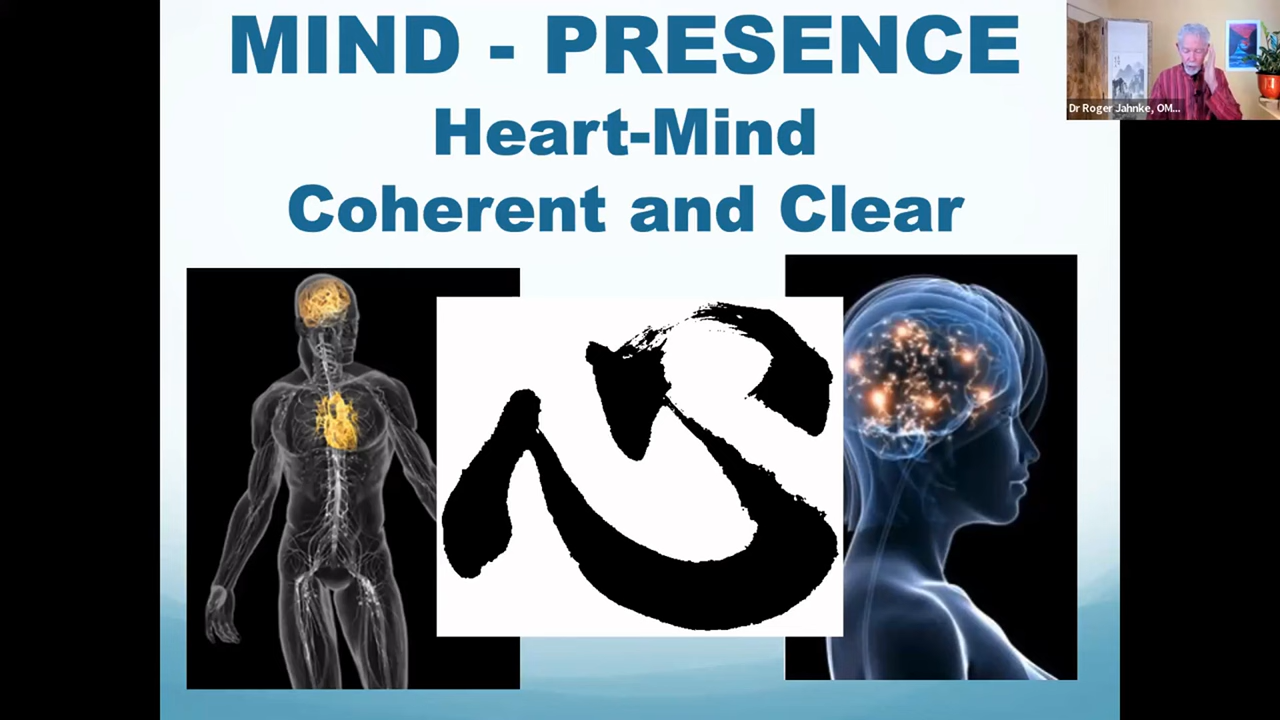 MIND - PRESENCE
Heart-Mind
Coherent and Clear
心
Dr Roger Jahnke, OM...